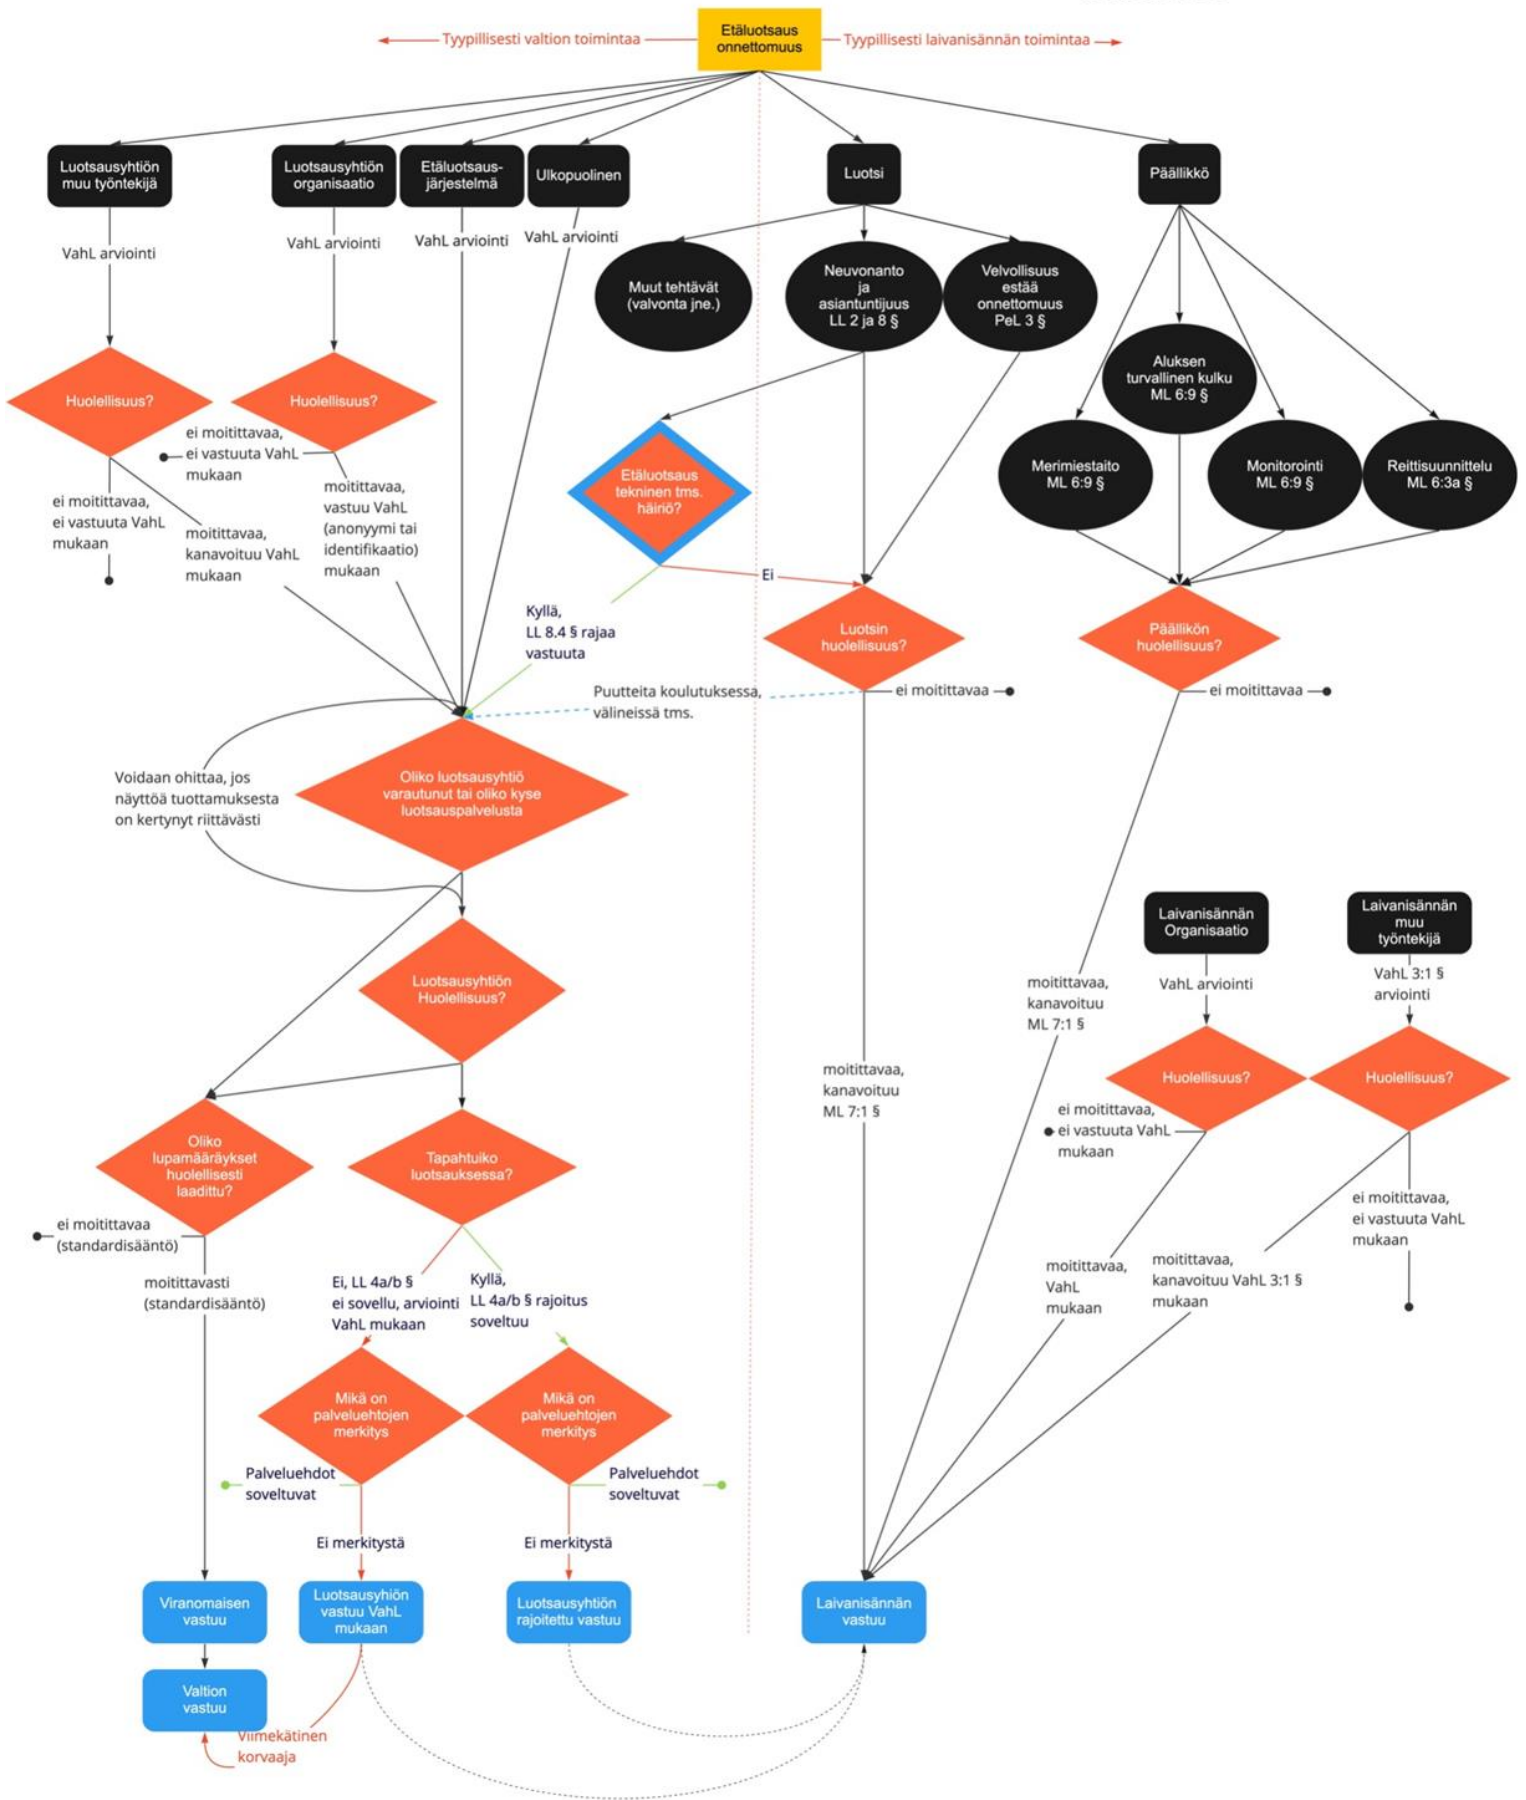 Etäluotsaus
onnettomuus
Tyypillisesti valtion toimintaa
Tyypillisesti laivanisännän toimintaa
Luotsausyhtiön
muu työntekijä
Luotsausyhtiön
organisaatio
Etäluotsaus-
järjestelmä
Ulkopuolinen
Luotsi
Päällikkö
VahL arviointi
VahL arviointi
VahL arviointi
VahL arviointi
Muut tehtävät
(valvonta jne.)
Neuvonanto
ja
asiantuntijuus
LL 2 ja 8 §
Velvollisuus
estää
onnettomuus
PeL 3 §
Aluksen
turvallinen kulku
ML 6:9 §
Merimiestaito
ML 6:9 §
Monitorointi
ML 6:9 §
Reittisuunnittelu
ML 6:3a §
Huolellisuus?
Huolellisuus?
ei moitittavaa,
ei vastuuta VahL
mukaan
ei moitittavaa,
ei vastuuta VahL
mukaan
moitittavaa,
kanavoituu VahL
mukaan
moitittavaa,
vastuu VahL
(anonyymi tai
identifikaatio)
mukaan
Etäluotsaus
tekninen tms.
häiriö?
Ei
Kyllä,
LL 8.4 § rajaa
vastuuta
Luotsin
huolellisuus?
Päällikön
huolellisuus?
ei moitittavaa
ei moitittavaa
Puutteita koulutuksessa,
välineissä tms.
Voidaan ohittaa, jos
näyttöä tuottamuksesta
on kertynyt riittävästi
Oliko luotsausyhtiö
varautunut tai oliko kyse
luotsauspalvelusta
Luotsausyhtiön
Huolellisuus?
Laivanisännän
Organisaatio
Laivanisännän
muu
työntekijä
VahL arviointi
VahL 3:1 §
arviointi
moitittavaa,
kanavoituu
ML 7:1 §
moitittavaa,
kanavoituu
ML 7:1 §
Huolellisuus?
Huolellisuus?
ei moitittavaa,
ei vastuuta VahL
mukaan
ei moitittavaa,
ei vastuuta VahL
mukaan
moitittavaa,
VahL
mukaan
moitittavaa,
kanavoituu VahL 3:1 §
mukaan
Oliko
lupamääräykset
huolellisesti
laadittu?
Tapahtuiko
luotsauksessa?
ei moitittavaa
(standardisääntö)
moitittavasti
(standardisääntö)
Ei, LL 4a/b §
ei sovellu, arviointi
VahL mukaan
Kyllä,
LL 4a/b § rajoitus
soveltuu
Mikä on
palveluehtojen
merkitys
Mikä on
palveluehtojen
merkitys
Palveluehdot
soveltuvat
Palveluehdot
soveltuvat
Ei merkitystä
Ei merkitystä
Viranomaisen
vastuu
Luotsausyhiön
vastuu VahL
mukaan
Luotsausyhtiön
rajoitettu vastuu
Laivanisännän
vastuu
Valtion
vastuu
Viimekätinen
korvaaja